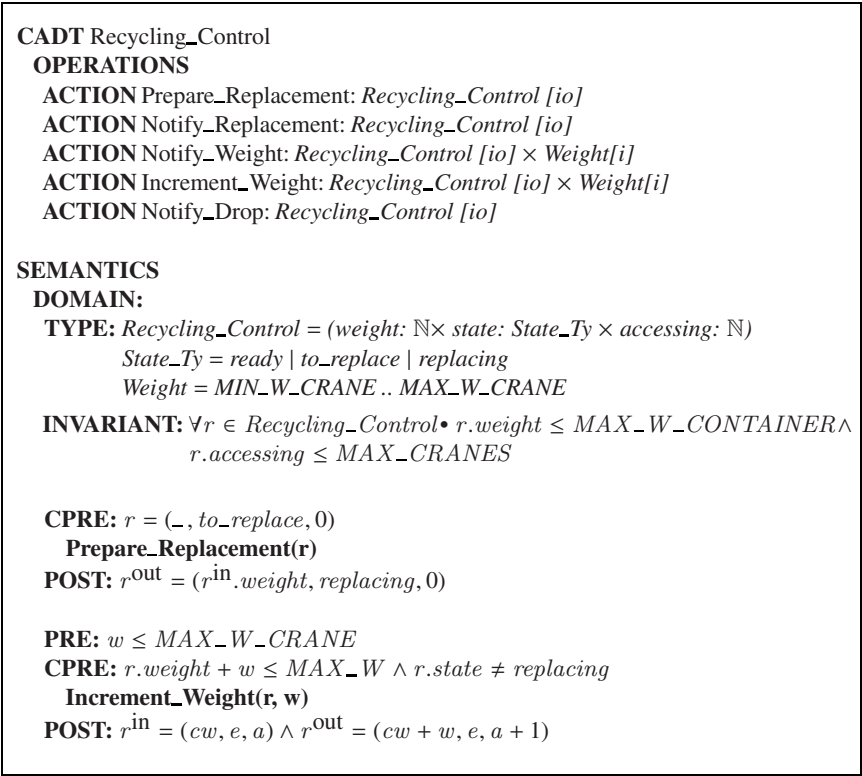 CADT Recycling_Control
OPERATIONS
ACTION Prepare_Replacement: Recycling_Control [io]
ACTION Notify_Replacement: Recycling_Control [io]
ACTION Notify_Weight: Recycling_Control [io] × Weight[i]
ACTION Increment_Weight: Recycling_Control [io] × Weight[i]
ACTION Notify_Drop: Recycling_Control [io]
SEMANTICS
DOMAIN:
TYPE: Recycling_Control = (weight: ℕ× state: State_Ty × accessing: ℕ)
State_Ty = ready | to_replace | replacing
Weight = MIN_W_CRANE .. MAX_W_CRANE
INVARIANT: ∀r ∈ Recycling_Control• r.weight ≤ MAX_W_CONTAINER∧
r.accessing ≤ MAX_CRANES
CPRE: r = (_, to_replace, 0)
Prepare_Replacement(r)
POST: r^out = (r^in.weight, replacing, 0)
PRE: w ≤ MAX_W_CRANE
CPRE: r.weight + w ≤ MAX_W ∧ r.state ≠ replacing
Increment_Weight(r, w)
POST: r^in = (cw, e, a) ∧ r^out = (cw + w, e, a + 1)